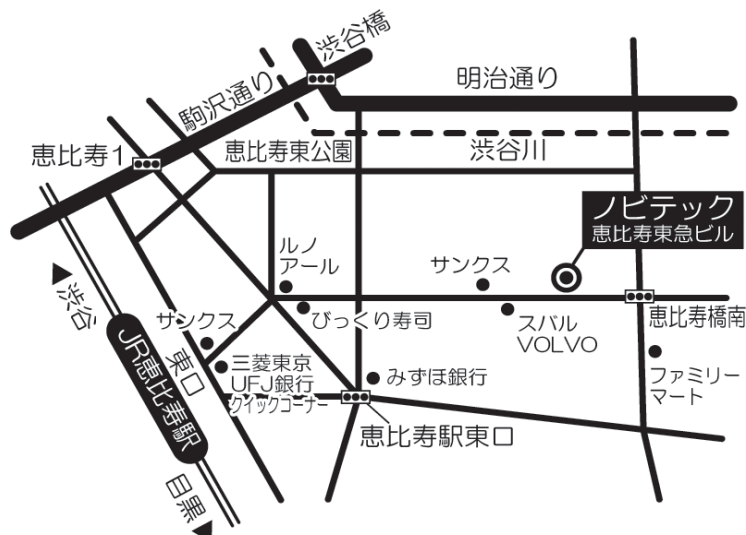 渋谷橋
明治通り
駒沢通り
恵比寿1
恵比寿東公園
渋谷川
ノビテック
恵比寿東急ビル
ルノ
アール
サンクス
▲渋谷
サンクス
びっくり寿司
スバル
VOLVO
恵比寿橋南
JR恵比寿駅
東口
三菱東京
UFJ銀行
クイックコーナー
みずほ銀行
ファミリー
マート
恵比寿駅東口
目黒▼